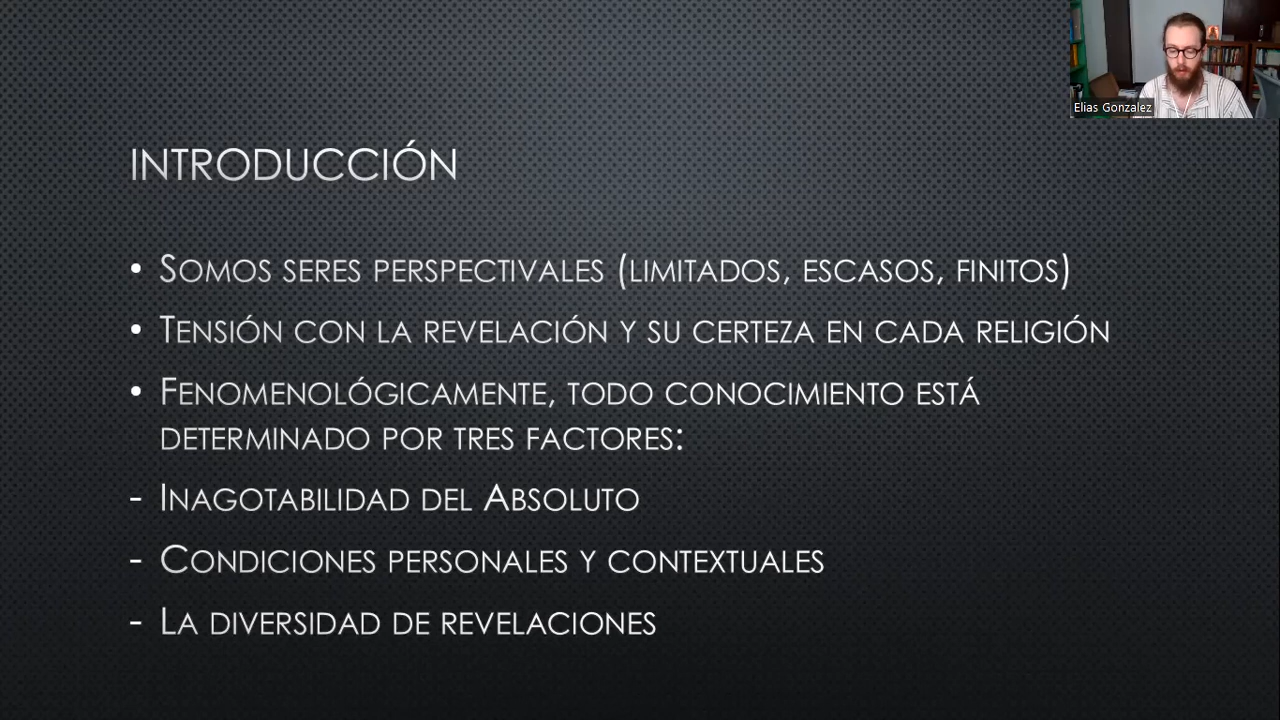 Elias Gonzalez
INTRODUCCIÓN
• SOMOS SERES PERSPECTIVALES (LIMITADOS, ESCASOS, FINITOS)
• TENSIÓN CON LA REVELACIÓN Y SU CERTEZA EN CADA RELIGIÓN
• FENOMENOLÓGICAMENTE, TODO CONOCIMIENTO ESTÁ
DETERMINADO POR TRES FACTORES:
- INAGOTABILIDAD DEL ABSOLUTO
- CONDICIONES PERSONALES Y CONTEXTUALES
- LA DIVERSIDAD DE REVELACIONES